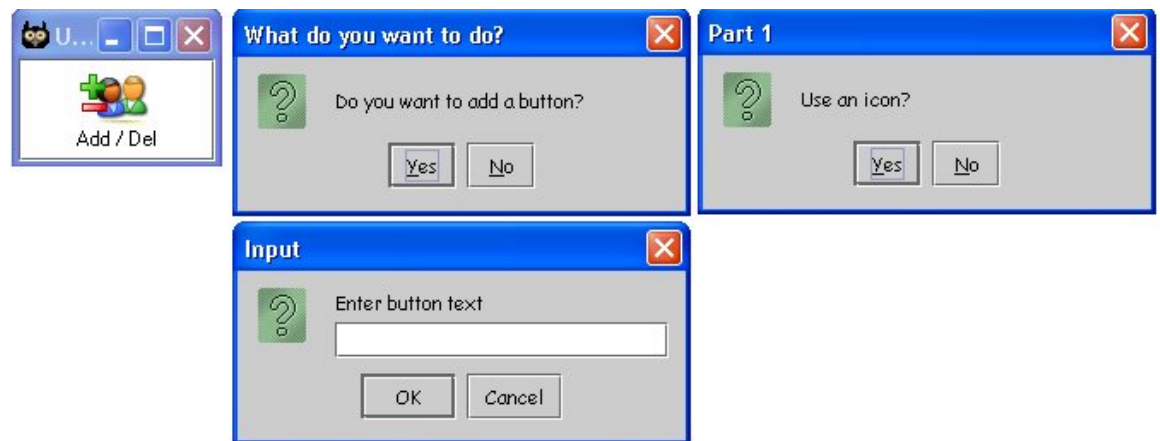 U...
Add / Del
What do you want to do?
Do you want to add a button?
Yes No
Part 1
Use an icon?
Yes No
Input
Enter button text
OK Cancel